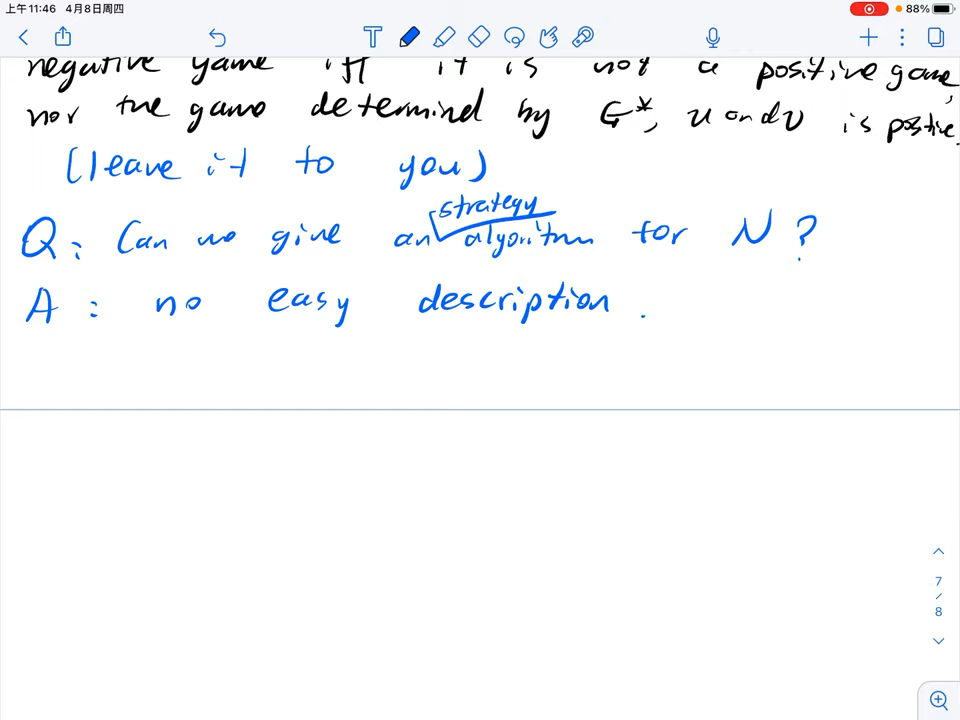 上午11:46 4月8日周四
88%
negative game iff it is not a positive game,
nor the game determind by G*, u and v is postive.
(leave it to you)
strategy
Q: Can we give an algorithm for N?
A: no easy description.
7
/
8